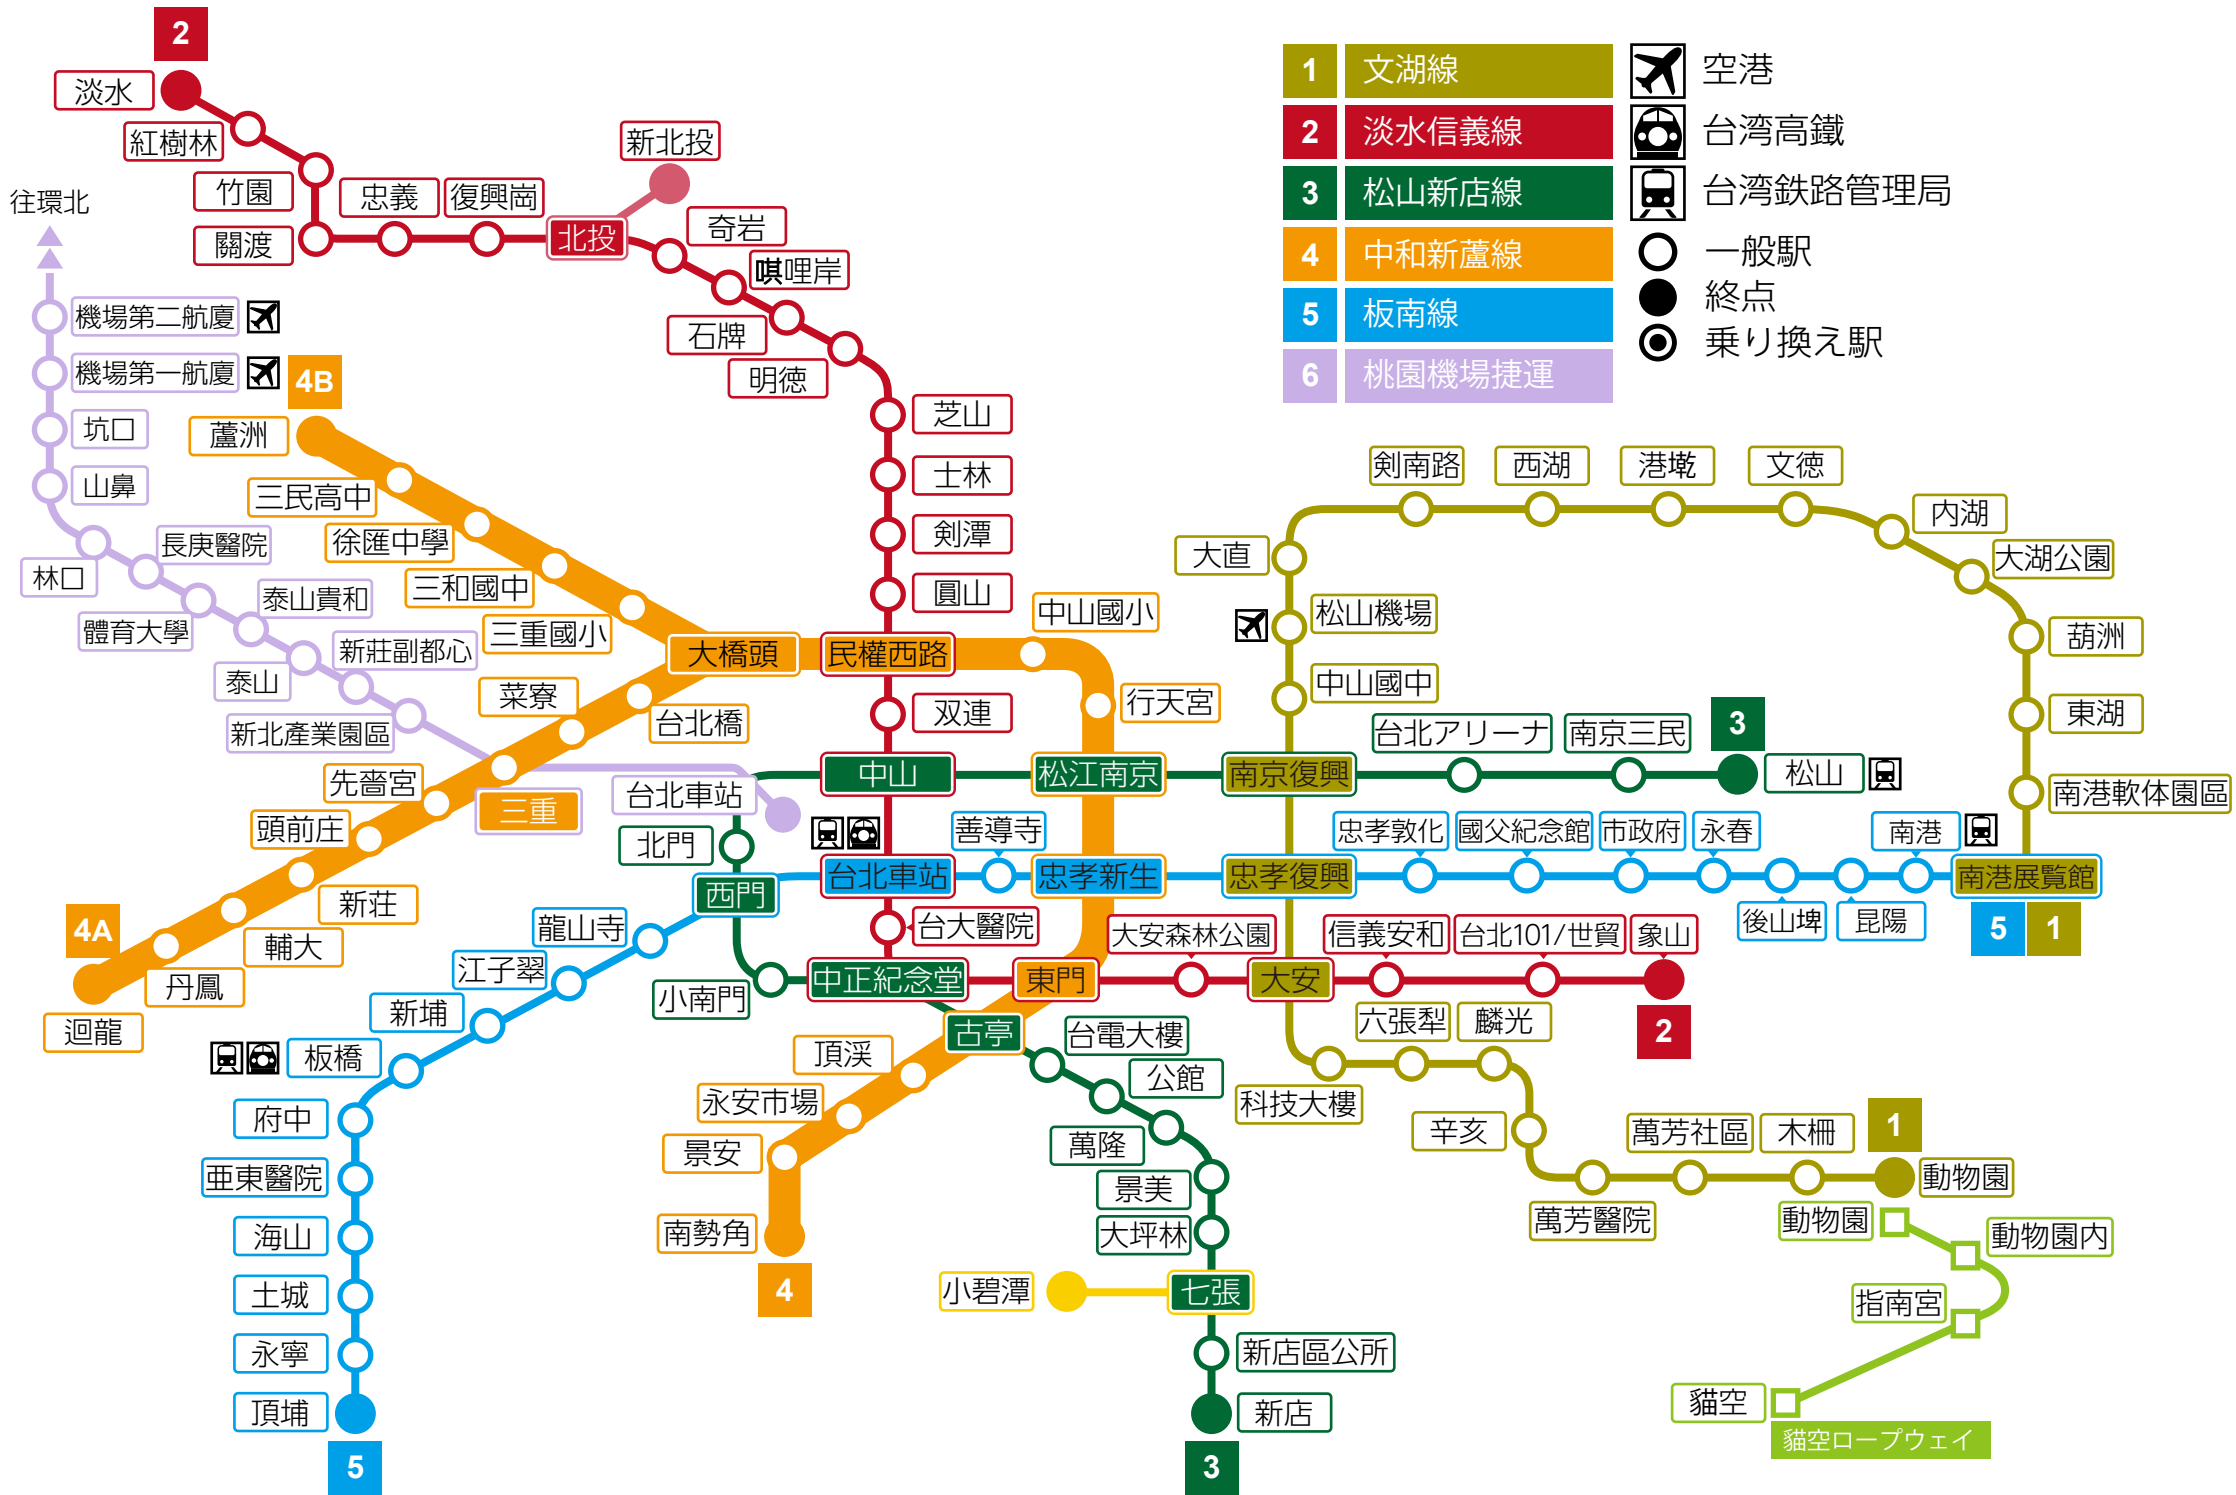 2
淡水
紅樹林
竹園
關渡
忠義
復興崗
北投
新北投
奇岩
唭哩岸
石牌
明徳
芝山
士林
剣潭
圓山
民權西路
双連
中山
台北車站
台大醫院
中正紀念堂
東門
大安森林公園
大安
信義安和
台北101/世貿
象山
2
1 文湖線
2 淡水信義線
3 松山新店線
4 中和新蘆線
5 板南線
6 桃園機場捷運
空港
台湾高鐵
台湾鉄路管理局
一般駅
終点
乗り換え駅
往環北
機場第二航廈
機場第一航廈
坑口
山鼻
林口
長庚醫院
體育大學
泰山貴和
泰山
新莊副都心
新北產業園區
三重
台北車站
4B
蘆洲
三民高中
徐匯中學
三和國中
三重國小
大橋頭
台北橋
菜寮
先嗇宮
頭前庄
新莊
輔大
丹鳳
4A
迴龍
中山國小
行天宮
松江南京
忠孝新生
古亭
頂渓
永安市場
景安
南勢角
4
3
松山
南京三民
台北アリーナ
南京復興
北門
西門
小南門
台電大樓
公館
萬隆
景美
大坪林
七張
小碧潭
新店區公所
新店
3
善導寺
忠孝復興
忠孝敦化
國父紀念館
市政府
永春
後山埤
昆陽
南港
南港展覧館
5 1
龍山寺
江子翠
新埔
板橋
府中
亜東醫院
海山
土城
永寧
頂埔
5
剣南路
西湖
港墘
文徳
内湖
大湖公園
葫洲
東湖
南港軟体園區
大直
松山機場
中山國中
科技大樓
六張犁
麟光
辛亥
萬芳醫院
萬芳社區
木柵
1
動物園
動物園
動物園内
指南宮
貓空
貓空ロープウェイ